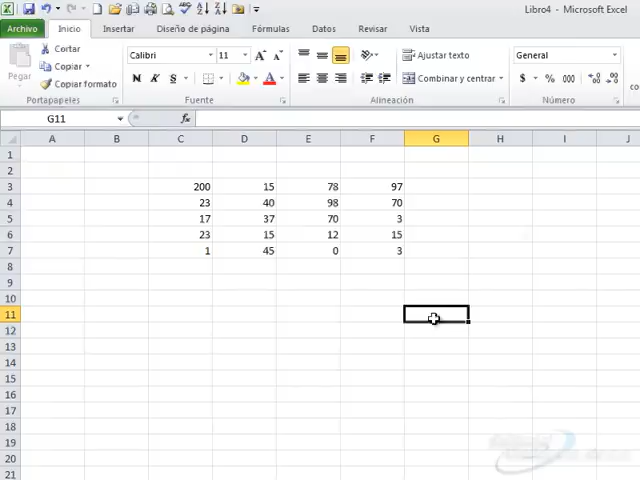 Libro4 - Microsoft Excel
Archivo Inicio Insertar Diseño de página Fórmulas Datos Revisar Vista
Pegar
Cortar
Copiar
Copiar formato
Portapapeles
Calibri 11
N K S
Fuente
Ajustar texto
Combinar y centrar
Alineación
General
$ % 000
Número
G11 fx
A B C D E F G H I J
1
2
3 200 15 78 97
4 23 40 98 70
5 17 37 70 3
6 23 15 12 15
7 1 45 0 3
8
9
10
11
12
13
14
15
16
17
18
19
20
21